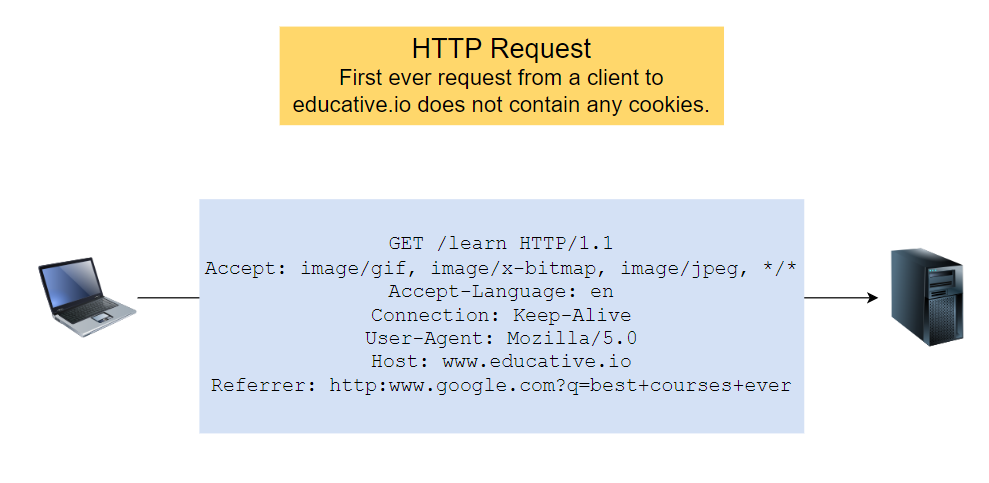 HTTP Request
First ever request from a client to
educative.io does not contain any cookies.
GET /learn HTTP/1.1
Accept: image/gif, image/x-bitmap, image/jpeg, */*
Accept-Language: en
Connection: Keep-Alive
User-Agent: Mozilla/5.0
Host: www.educative.io
Referrer: http:www.google.com?q=best+courses+ever